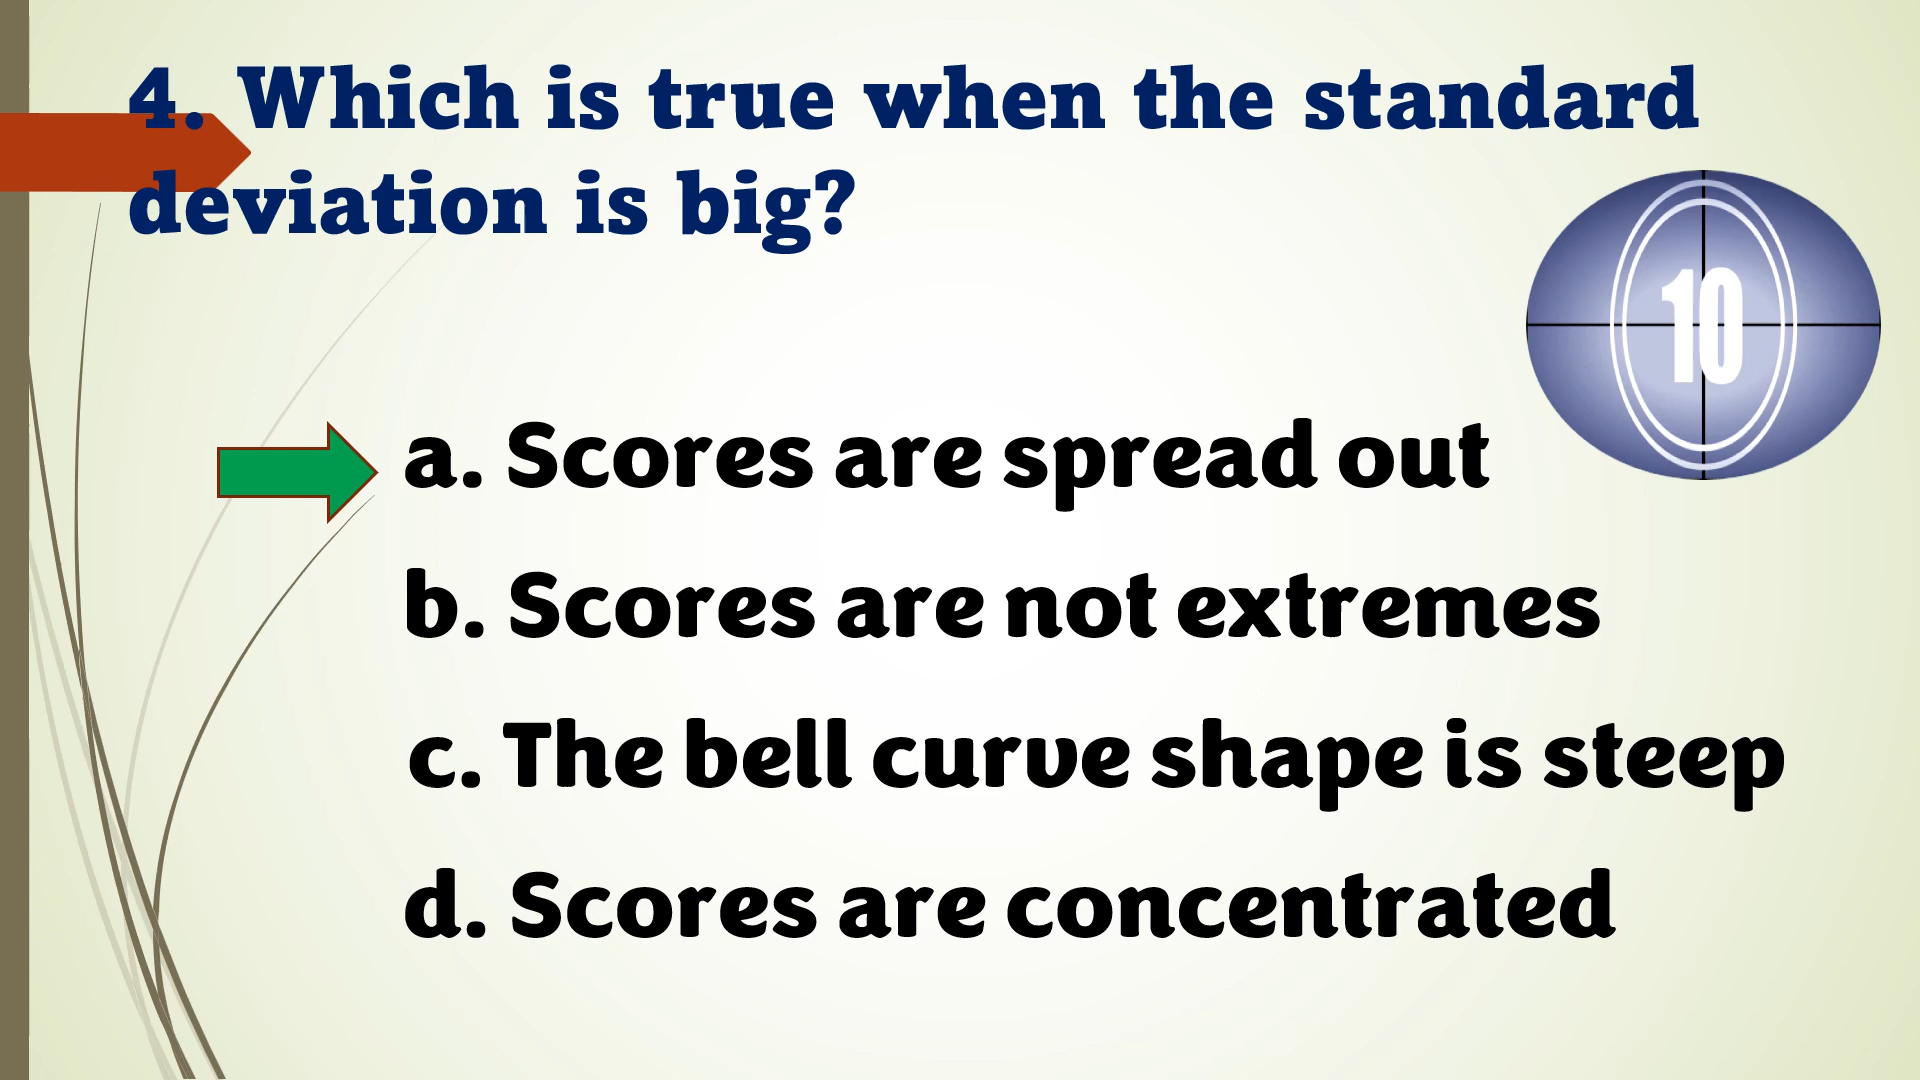 4. Which is true when the standard
deviation is big?
10
a. Scores are spread out
b. Scores are not extremes
c. The bell curve shape is steep
d. Scores are concentrated